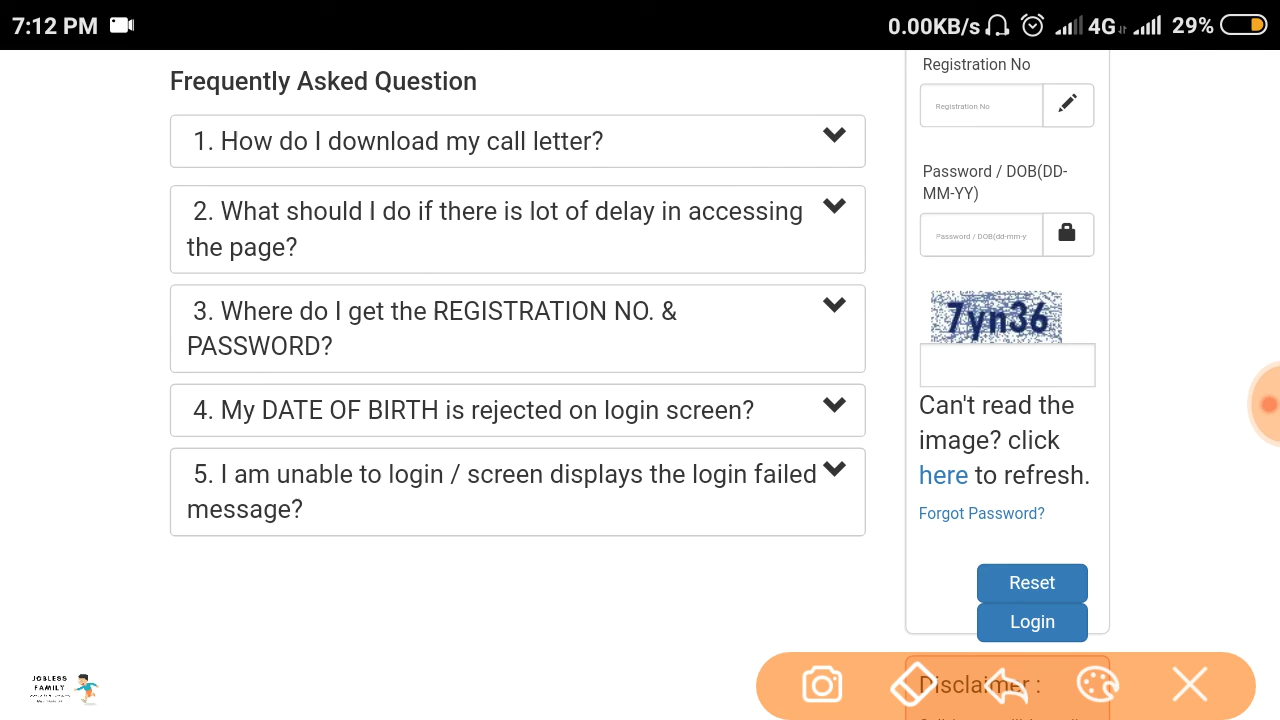 7:12 PM
0.00KB/s 4G 29%
Frequently Asked Question
1. How do I download my call letter?
2. What should I do if there is lot of delay in accessing
the page?
3. Where do I get the REGISTRATION NO. &
PASSWORD?
4. My DATE OF BIRTH is rejected on login screen?
5. I am unable to login / screen displays the login failed
message?
Registration No
Registration No
Password / DOB(DD-
MM-YY)
Password / DOB(dd-mm-y
7yn36
Can't read the
image? click
here to refresh.
Forgot Password?
Reset
Login
Disclaimer :
JOBLESS
FAMILY